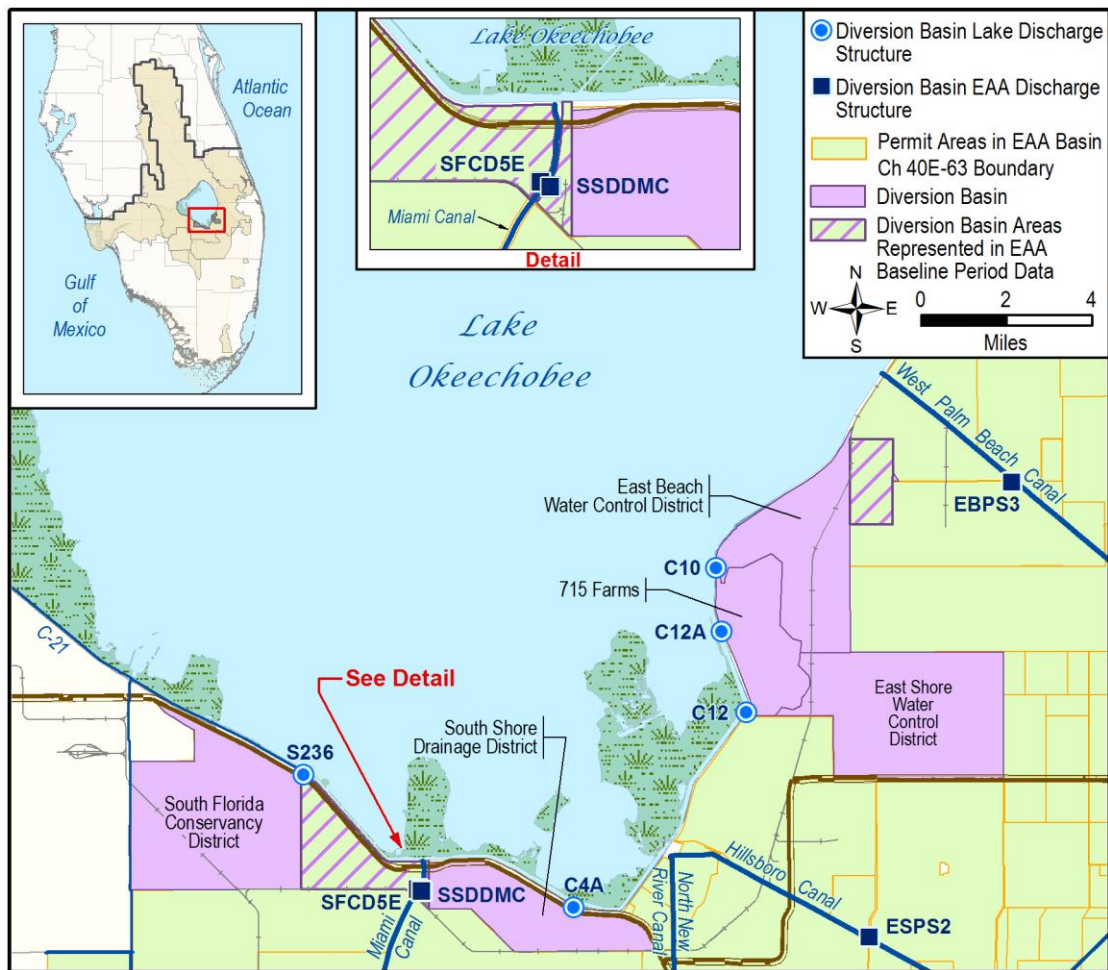 Atlantic
Ocean
Gulf
of
Mexico
Lake Okeechobee
SFCD5E
SSDDMC
Miami Canal
Detail
Diversion Basin Lake Discharge
Structure
Diversion Basin EAA Discharge
Structure
Permit Areas in EAA Basin
Ch 40E-63 Boundary
Diversion Basin
Diversion Basin Areas
Represented in EAA
Baseline Period Data
N
W
E
S
0
2
4
Miles
Lake
Okeechobee
West Palm Beach Canal
EBPS3
East Beach
Water Control District
C10
715 Farms
C12A
C12
East Shore
Water
Control
District
C-21
See Detail
S236
South Shore
Drainage District
South Florida
Conservancy
District
SFCD5E
SSDDMC
Miami
Canal
C4A
North New
River Canal
Hillsboro Canal
ESPS2